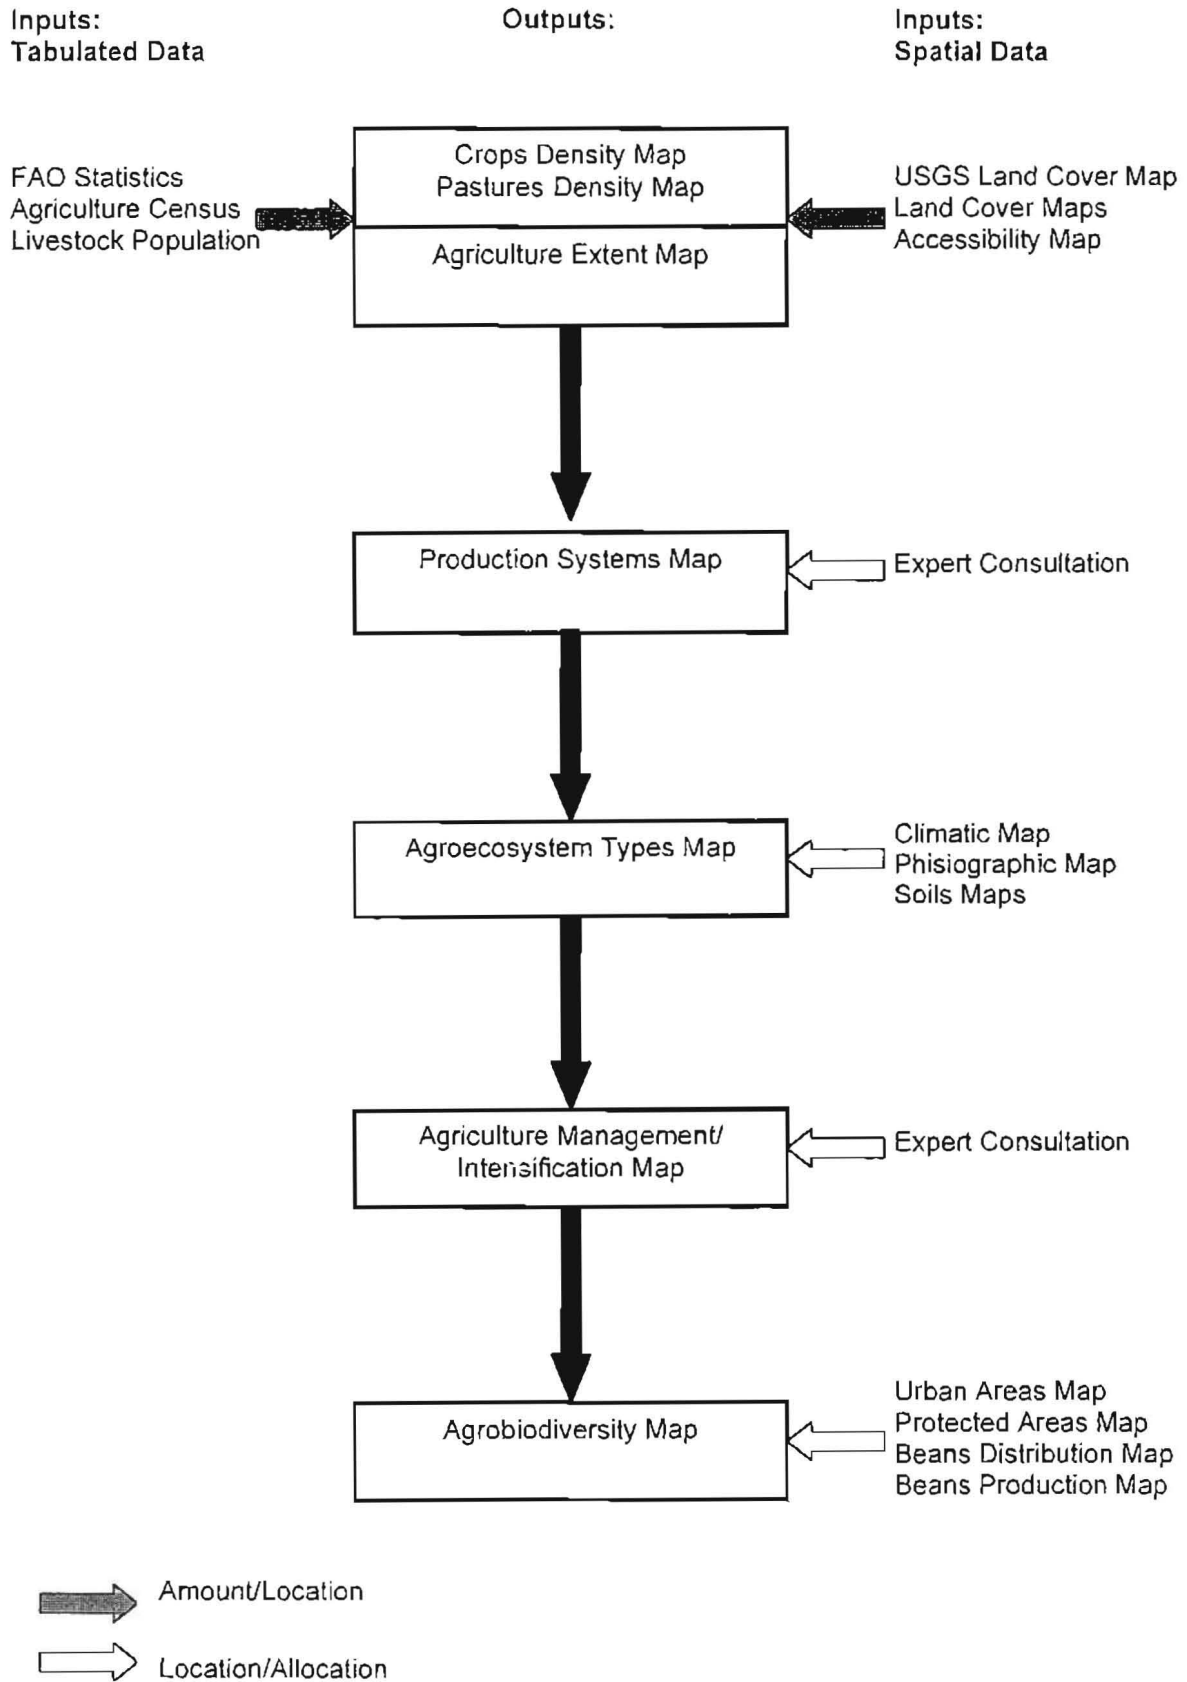 Inputs:
Tabulated Data
Outputs:
Inputs:
Spatial Data
FAO Statistics
Agriculture Census
Livestock Population
Crops Density Map
Pastures Density Map
Agriculture Extent Map
USGS Land Cover Map
Land Cover Maps
Accessibility Map
Production Systems Map
Expert Consultation
Agroecosystem Types Map
Climatic Map
Phisiographic Map
Soils Maps
Agriculture Management/
Intensification Map
Expert Consultation
Agrobiodiversity Map
Urban Areas Map
Protected Areas Map
Beans Distribution Map
Beans Production Map
Amount/Location
Location/Allocation